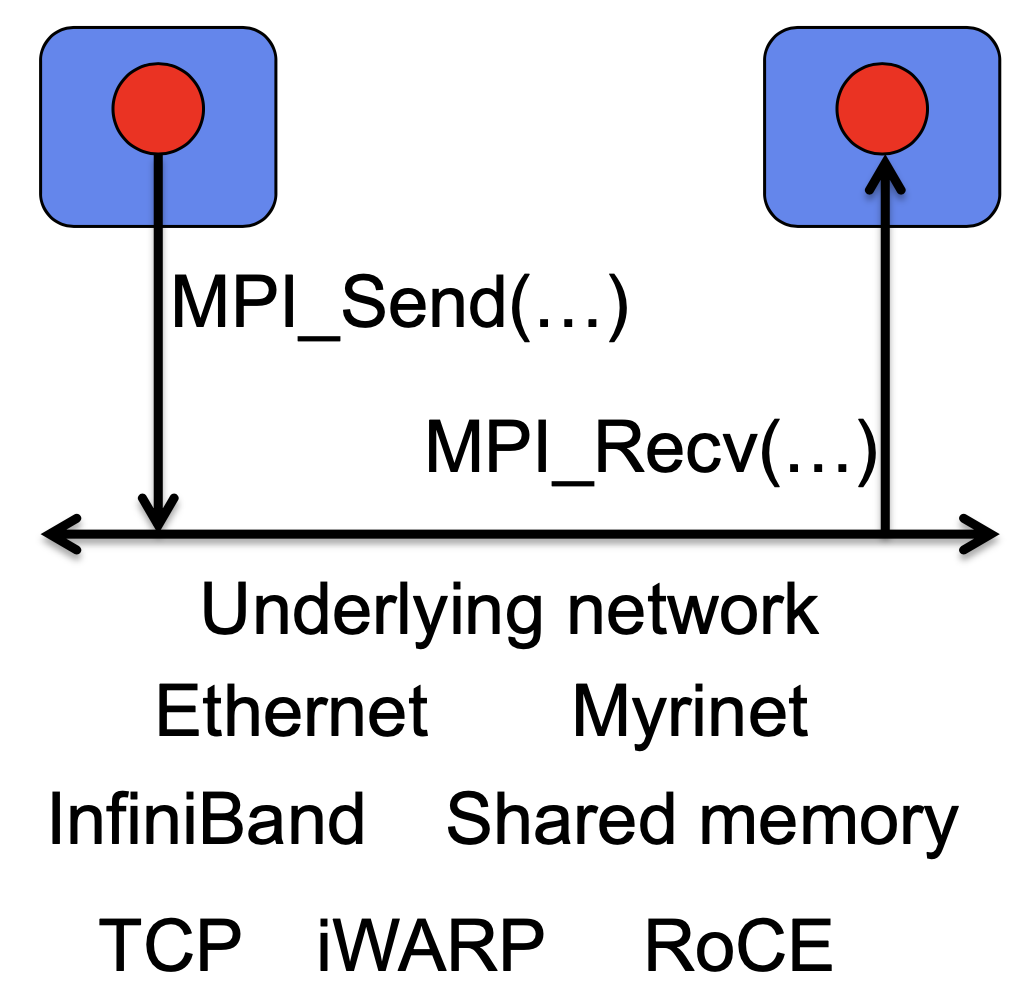 MPI_Send(…)
MPI_Recv(…)
Underlying network
Ethernet Myrinet
InfiniBand Shared memory
TCP iWARP RoCE